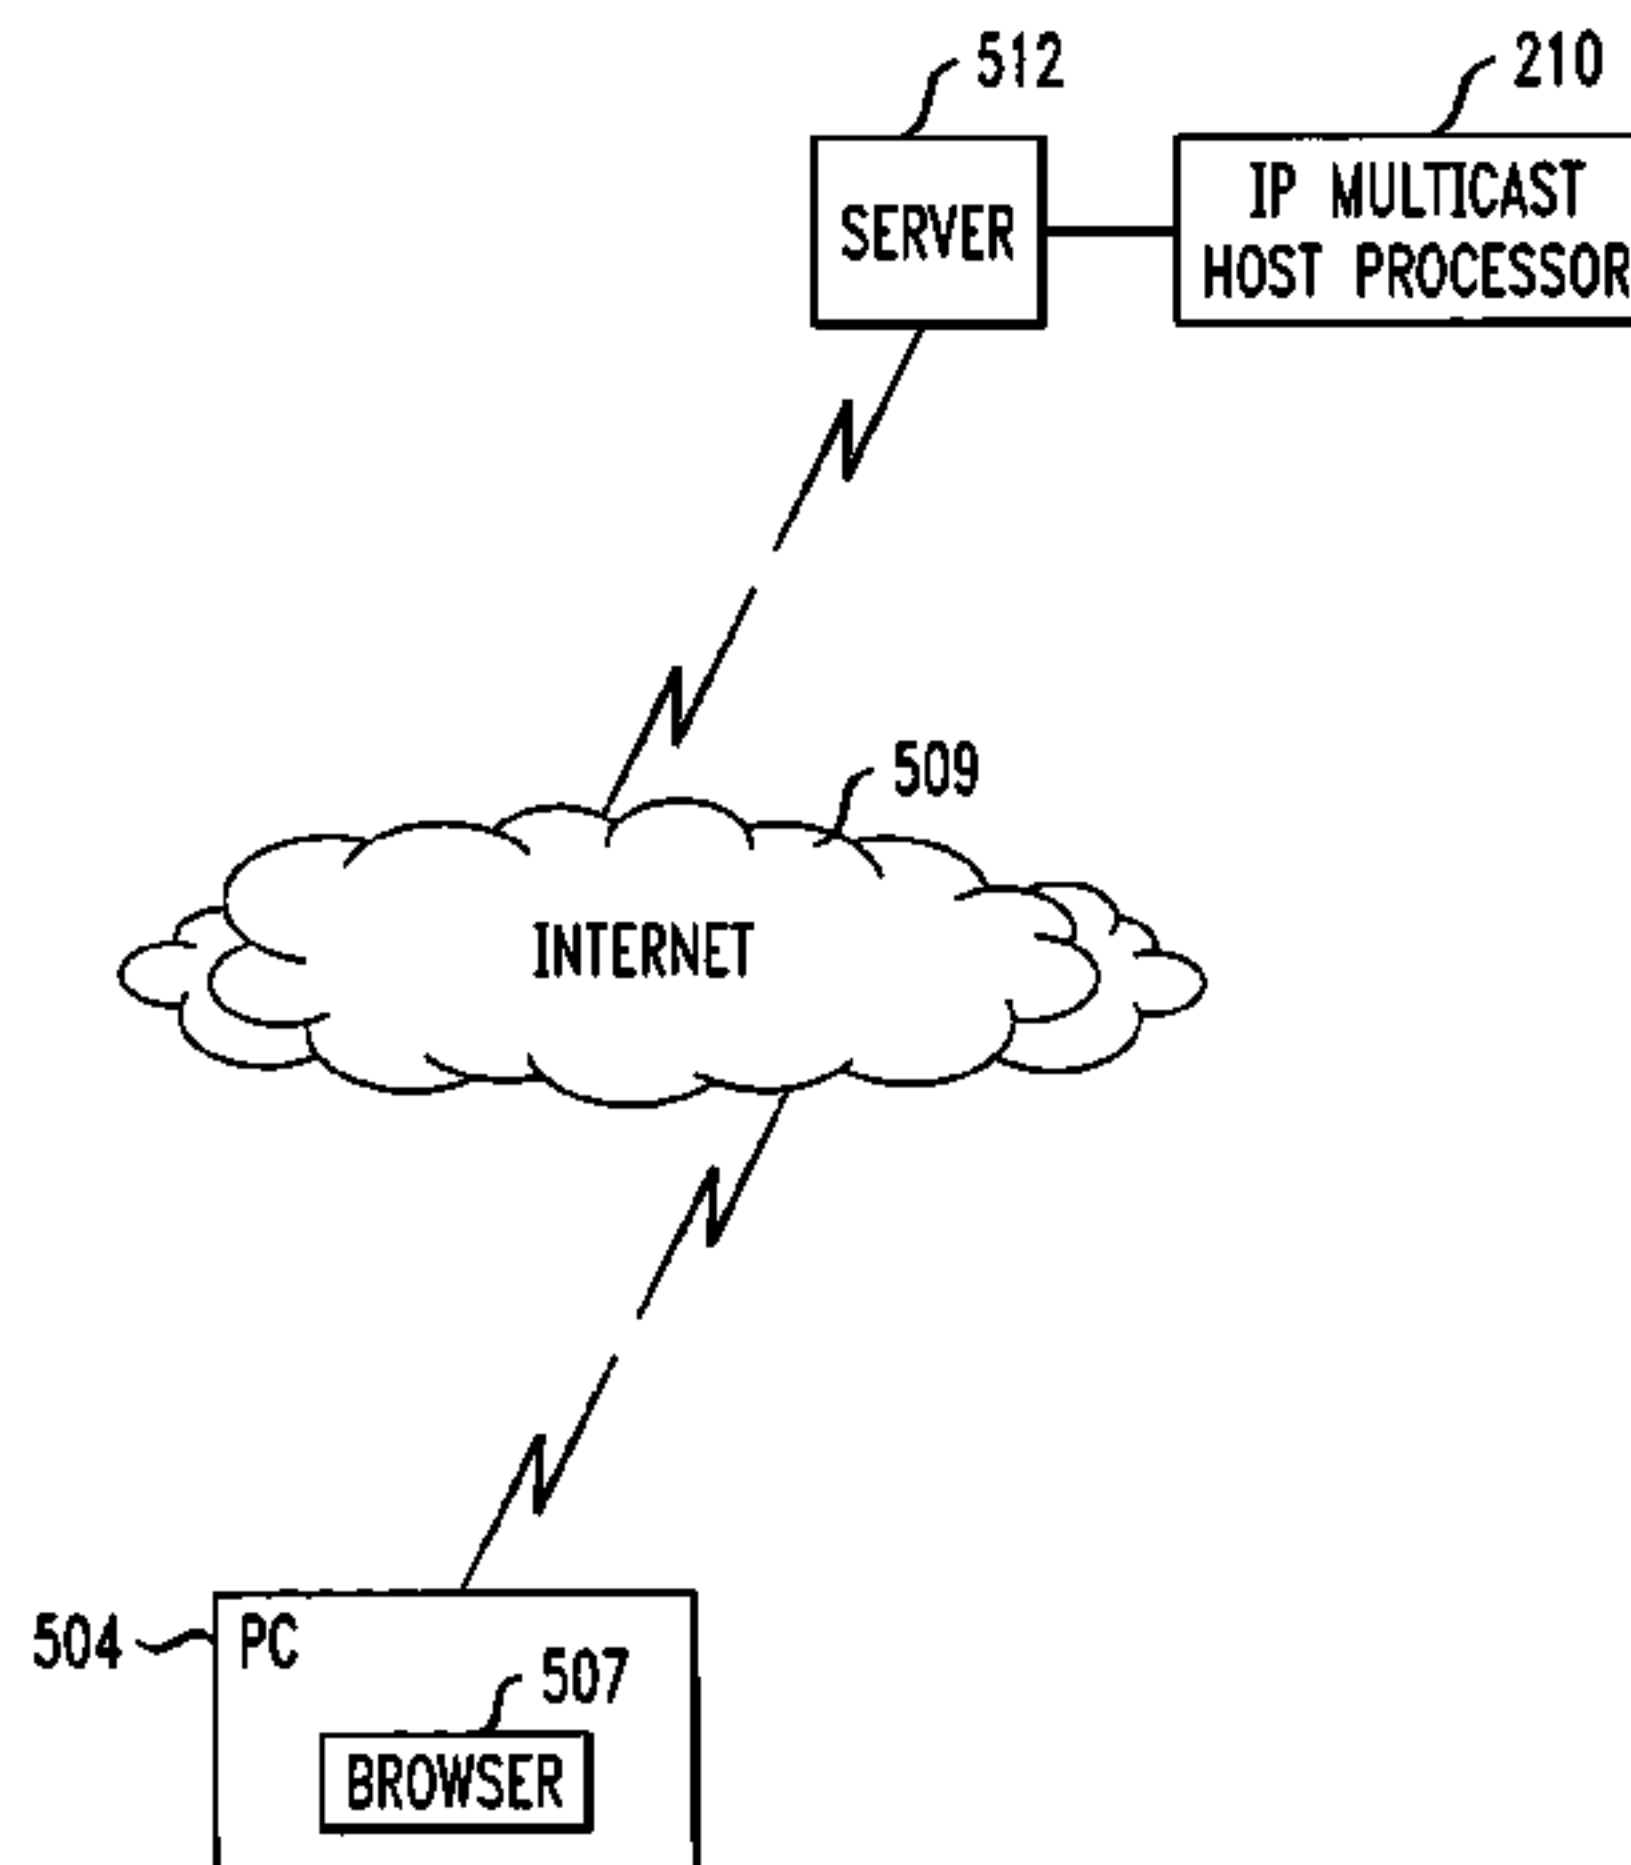 512
210
SERVER
IP MULTICAST
HOST PROCESSOR
509
INTERNET
504
PC
507
BROWSER